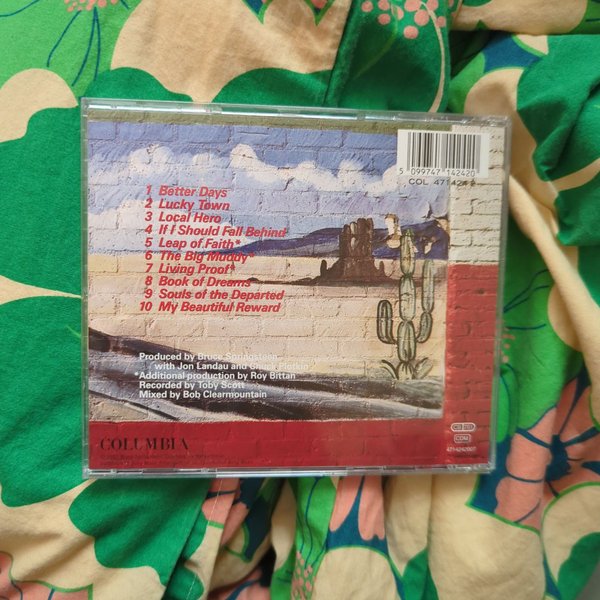 5 099747 142420
COL 471424 2
1 Better Days
2 Lucky Town
3 Local Hero
4 If I Should Fall Behind
5 Leap of Faith*
6 The Big Muddy*
7 Living Proof*
8 Book of Dreams
9 Souls of the Departed
10 My Beautiful Reward
Produced by Bruce Springsteen
with Jon Landau and Chuck Plotkin
*Additional production by Roy Bittan
Recorded by Toby Scott
Mixed by Bob Clearmountain
COLUMBIA
CB 781
CDM